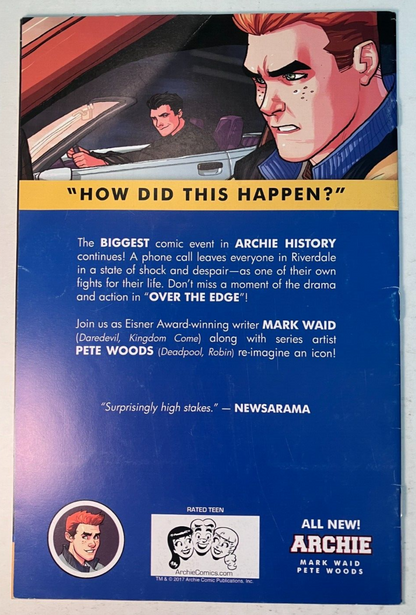 "HOW DID THIS HAPPEN?"
The BIGGEST comic event in ARCHIE HISTORY
continues! A phone call leaves everyone in Riverdale
in a state of shock and despair—as one of their own
fights for their life. Don't miss a moment of the drama
and action in "OVER THE EDGE"!
Join us as Eisner Award-winning writer MARK WAID
(Daredevil, Kingdom Come) along with series artist
PETE WOODS (Deadpool, Robin) re-imagine an icon!
"Surprisingly high stakes." — NEWSARAMA
RATED TEEN
ArchieComics.com
TM & © 2017 Archie Comic Publications, Inc.
ALL NEW!
ARCHIE
MARK WAID
PETE WOODS